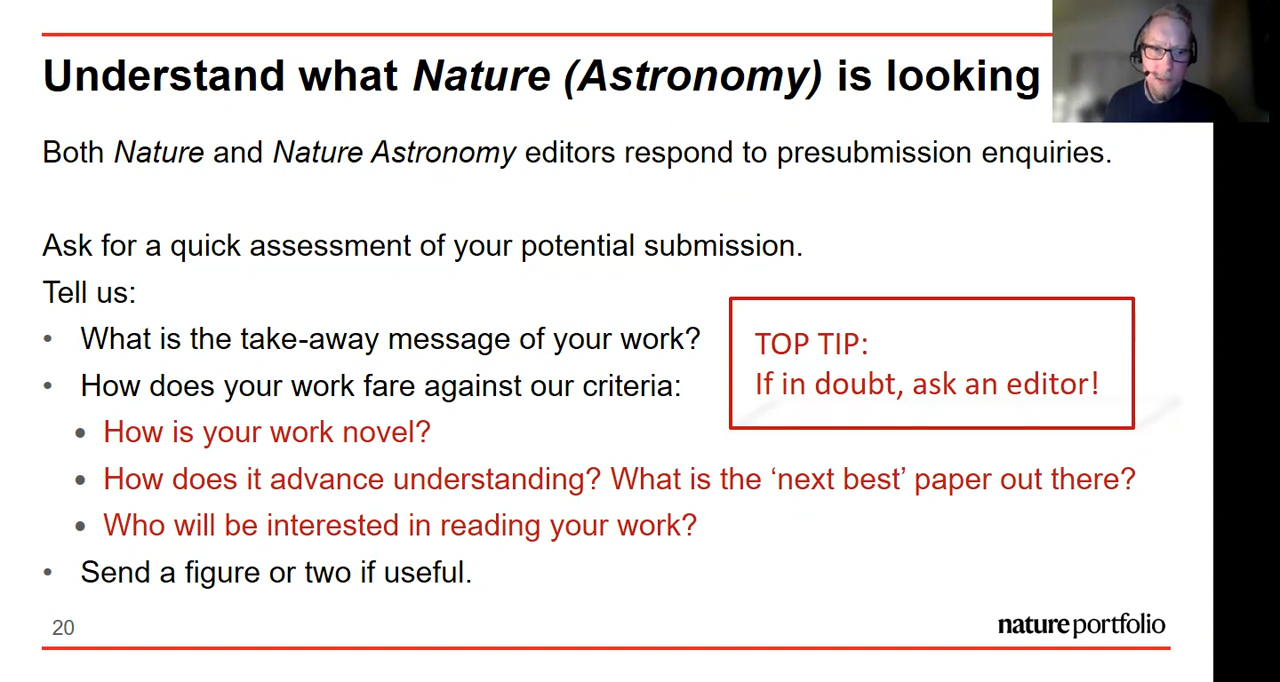 Understand what Nature (Astronomy) is looking
Both Nature and Nature Astronomy editors respond to presubmission enquiries.
Ask for a quick assessment of your potential submission.
Tell us:
• What is the take-away message of your work?
• How does your work fare against our criteria:
• How is your work novel?
• How does it advance understanding? What is the ‘next best’ paper out there?
• Who will be interested in reading your work?
• Send a figure or two if useful.
TOP TIP:
If in doubt, ask an editor!
20
nature portfolio